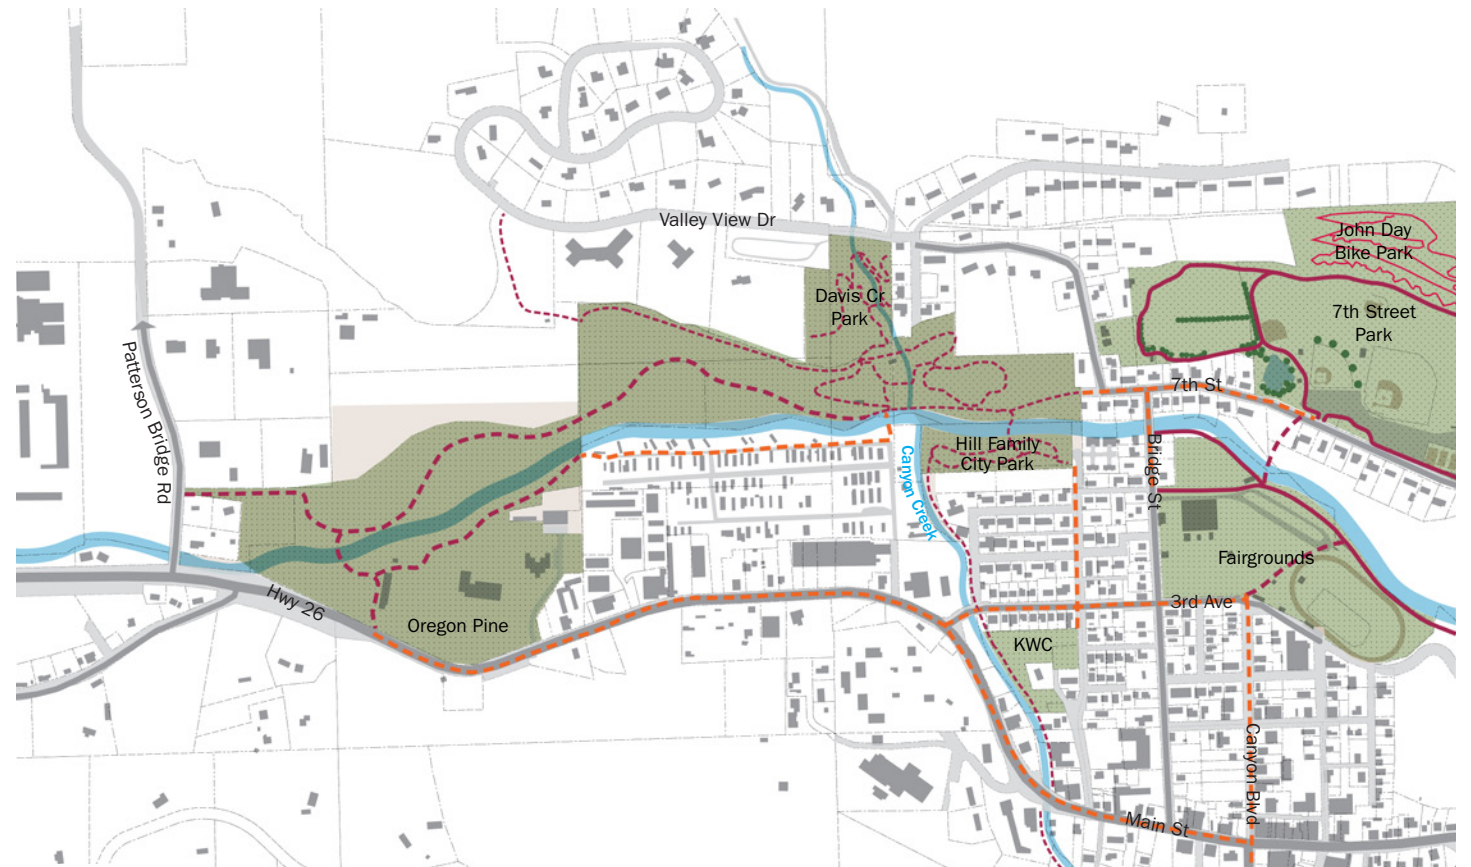 Valley View Dr
John Day
Bike Park
Davis Cr
Park
7th Street
Park
Patterson Bridge Rd
7th St
Hill Family
City Park
Bridge St
Canyon Creek
Fairgrounds
Hwy 26
3rd Ave
Oregon Pine
KWC
Canyon Blvd
Main St